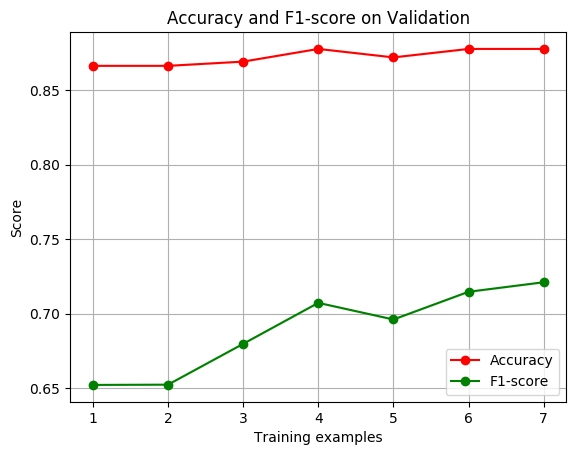 Accuracy and F1-score on Validation
Score
0.85
0.80
0.75
0.70
0.65
Accuracy
F1-score
1 2 3 4 5 6 7
Training examples